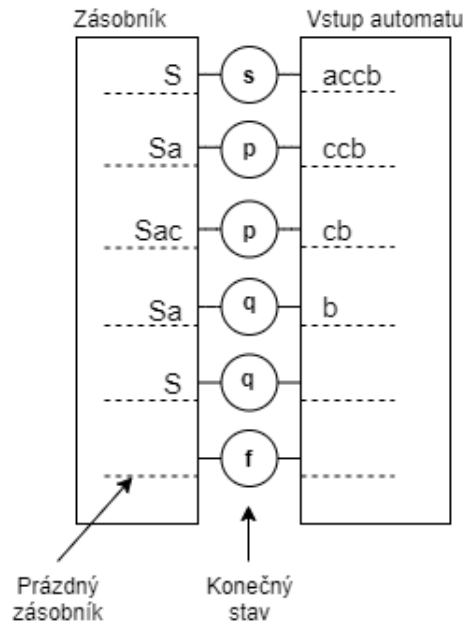 Zásobník Vstup automatu
S s accb
Sa p ccb
Sac p cb
Sa q b
S q
f
Prázdný Konečný
zásobník stav